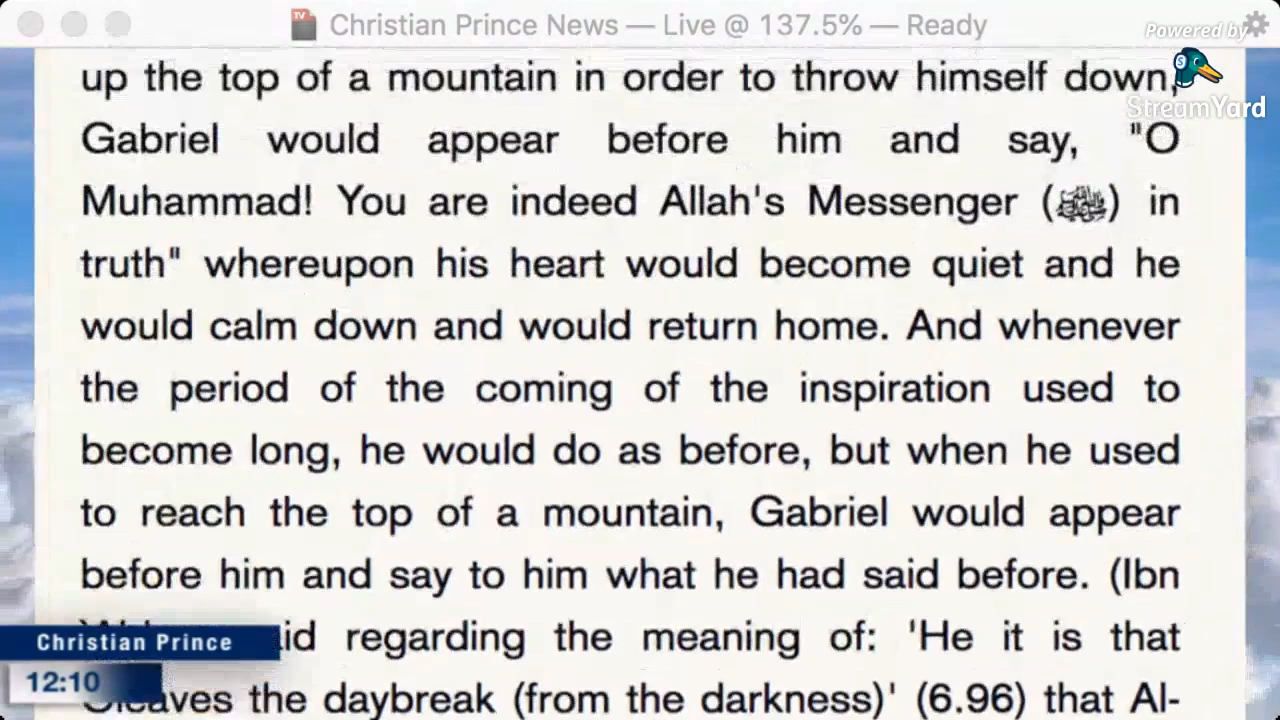 Christian Prince News — Live @ 137.5% — Ready
Powered by
StreamYard
up the top of a mountain in order to throw himself down,
Gabriel would appear before him and say, "O
Muhammad! You are indeed Allah's Messenger (ﷺ) in
truth" whereupon his heart would become quiet and he
would calm down and would return home. And whenever
the period of the coming of the inspiration used to
become long, he would do as before, but when he used
to reach the top of a mountain, Gabriel would appear
before him and say to him what he had said before. (Ibn
regarding the meaning of: 'He it is that
the daybreak (from the darkness)' (6.96) that Al-
Christian Prince
12:10